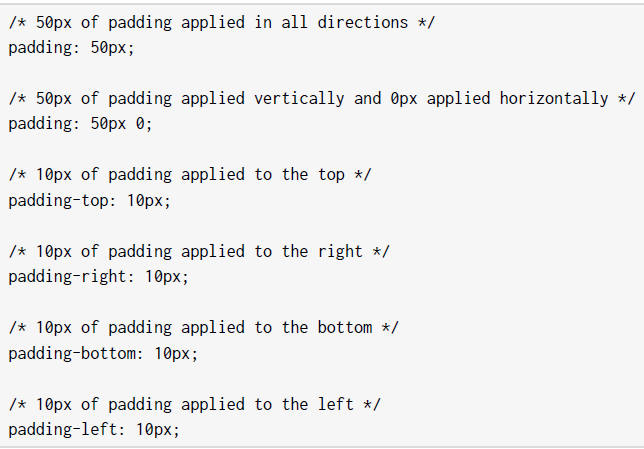 /* 50px of padding applied in all directions */
padding: 50px;
/* 50px of padding applied vertically and 0px applied horizontally */
padding: 50px 0;
/* 10px of padding applied to the top */
padding-top: 10px;
/* 10px of padding applied to the right */
padding-right: 10px;
/* 10px of padding applied to the bottom */
padding-bottom: 10px;
/* 10px of padding applied to the left */
padding-left: 10px;